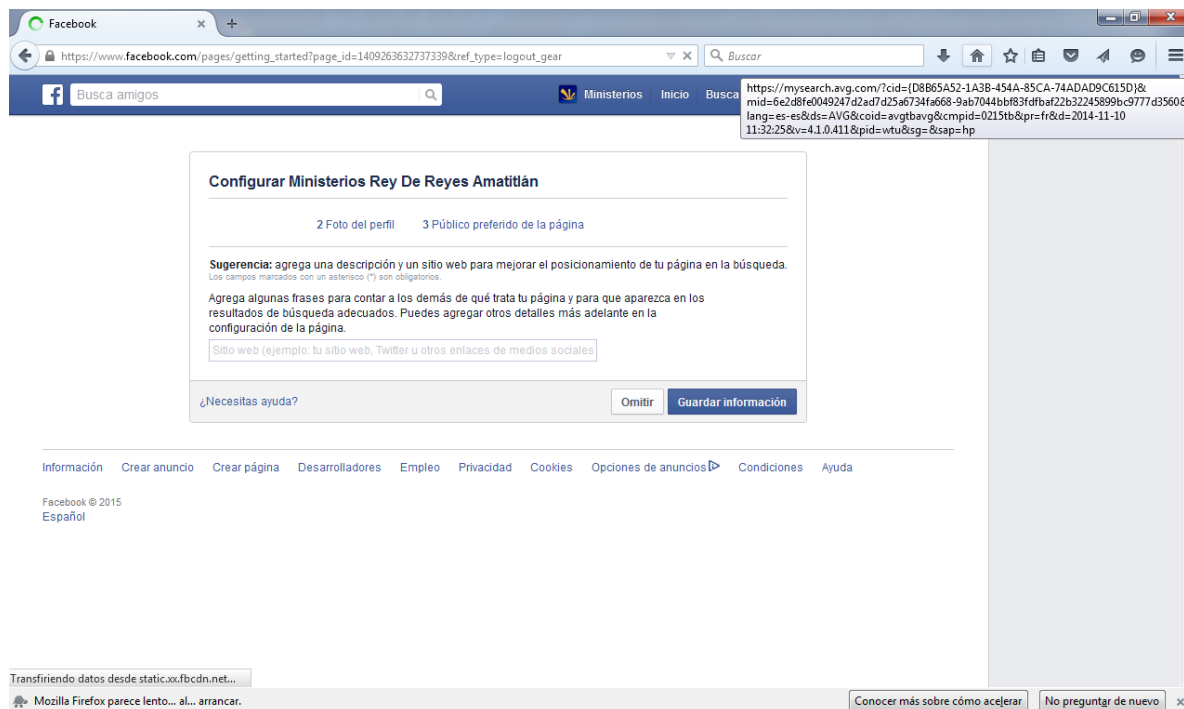 Facebook
https://www.facebook.com/pages/getting_started?page_id=1409263632737339&ref_type=logout_gear
Buscar
Busca amigos
Ministerios Inicio Busca
https://mysearch.avg.com/?cid={D8B65A52-1A3B-454A-85CA-74ADAD9C615D}&
mid=6e2d8fe0049247d2ad7d25a6734fa668-9ab7044bbf83fdfbaf22b32245899bc9777d3560&
lang=es-es&ds=AVG&coid=avgtbavg&cmpid=0215tb&pr=fr&d=2014-11-10
11:32:25&v=4.1.0.411&pid=wtu&sg=&sap=hp
Configurar Ministerios Rey De Reyes Amatitlán
2 Foto del perfil 3 Público preferido de la página
Sugerencia: agrega una descripción y un sitio web para mejorar el posicionamiento de tu página en la búsqueda.
Los campos marcados con un asterisco (*) son obligatorios.
Agrega algunas frases para contar a los demás de qué trata tu página y para que aparezca en los
resultados de búsqueda adecuados. Puedes agregar otros detalles más adelante en la
configuración de la página.
Sitio web (ejemplo: tu sitio web, Twitter u otros enlaces de medios sociales
¿Necesitas ayuda?
Omitir
Guardar información
Información Crear anuncio Crear página Desarrolladores Empleo Privacidad Cookies Opciones de anuncios Condiciones Ayuda
Facebook © 2015
Español
Transfiriendo datos desde static.xx.fbcdn.net...
Mozilla Firefox parece lento... al... arrancar.
Conocer más sobre cómo acelerar
No preguntar de nuevo